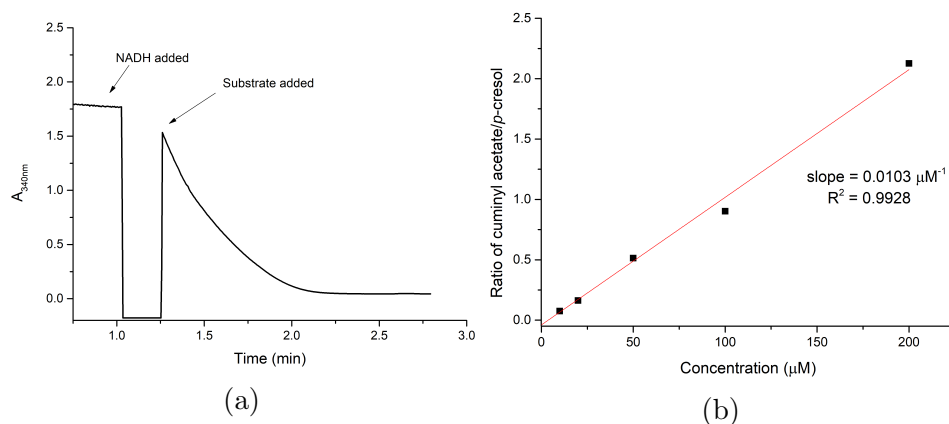 (a)
NADH added
Substrate added
A340nm
2.5
2.0
1.5
1.0
0.5
0.0
1.0 1.5 2.0 2.5 3.0
Time (min)
(a)
(b)
Ratio of cuminyl acetate/p-cresol
2.5
2.0
1.5
1.0
0.5
0.0
slope = 0.0103 μM⁻¹
R² = 0.9928
0 50 100 150 200
Concentration (μM)
(b)